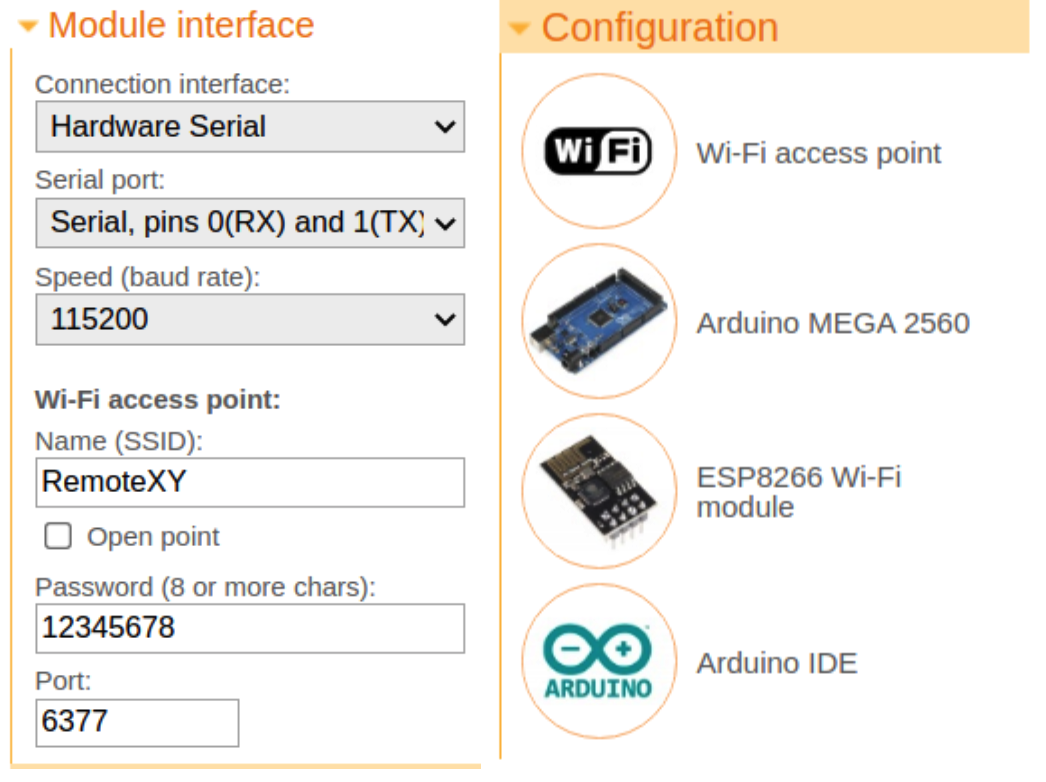 Module interface
Connection interface:
Hardware Serial
Serial port:
Serial, pins 0(RX) and 1(TX)
Speed (baud rate):
115200
Wi-Fi access point:
Name (SSID):
RemoteXY
Open point
Password (8 or more chars):
12345678
Port:
6377
Configuration
Wi Fi
Wi-Fi access point
Arduino MEGA 2560
ESP8266 Wi-Fi
module
ARDUINO
Arduino IDE